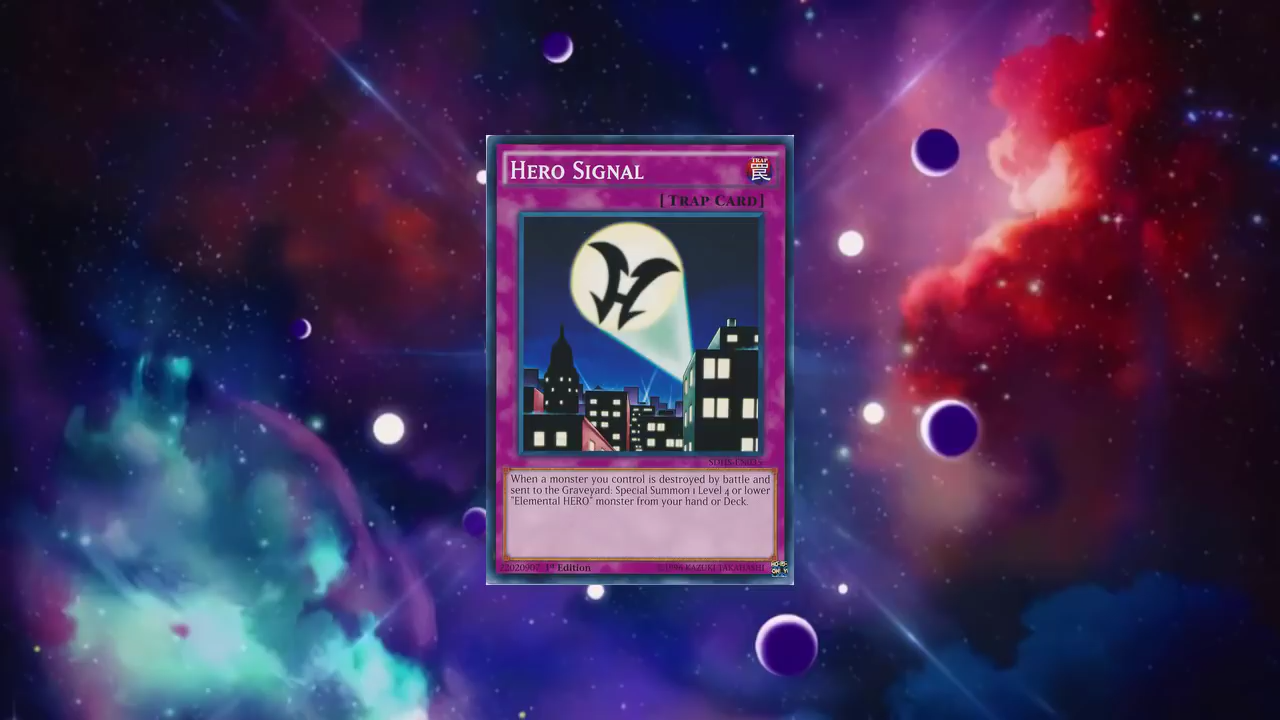 HERO SIGNAL
TRAP
罠
[TRAP CARD]
SDHS-EN035
When a monster you control is destroyed by battle and
sent to the Graveyard: Special Summon 1 Level 4 or lower
"Elemental HERO" monster from your hand or Deck.
22020907 1st Edition ©1996 KAZUKI TAKAHASHI